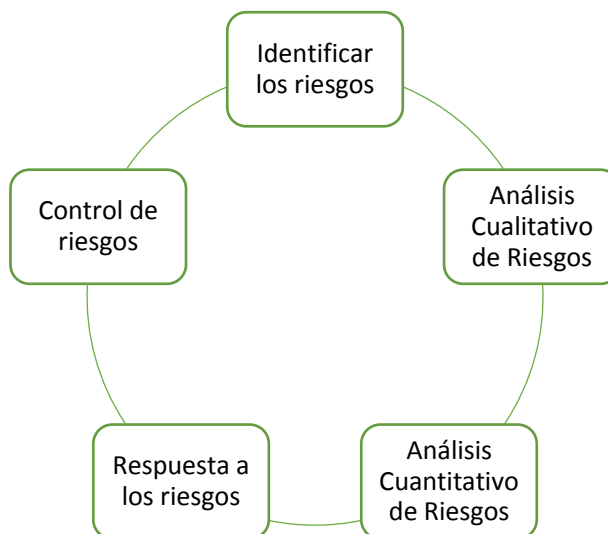 Identificar
los riesgos
Análisis
Cualitativo
de Riesgos
Análisis
Cuantitativo
de Riesgos
Respuesta a
los riesgos
Control de
riesgos